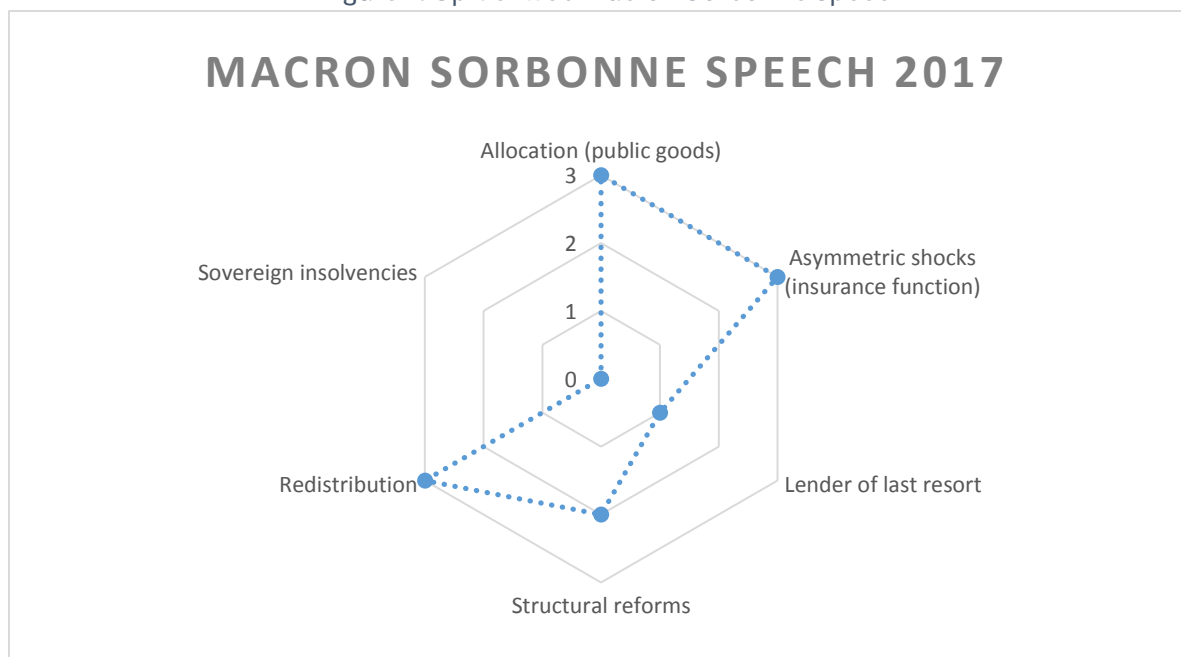 MACRON SORBONNE SPEECH 2017
Allocation (public goods)
3
2
1
0
Asymmetric shocks
(insurance function)
Sovereign insolvencies
Redistribution
Lender of last resort
Structural reforms